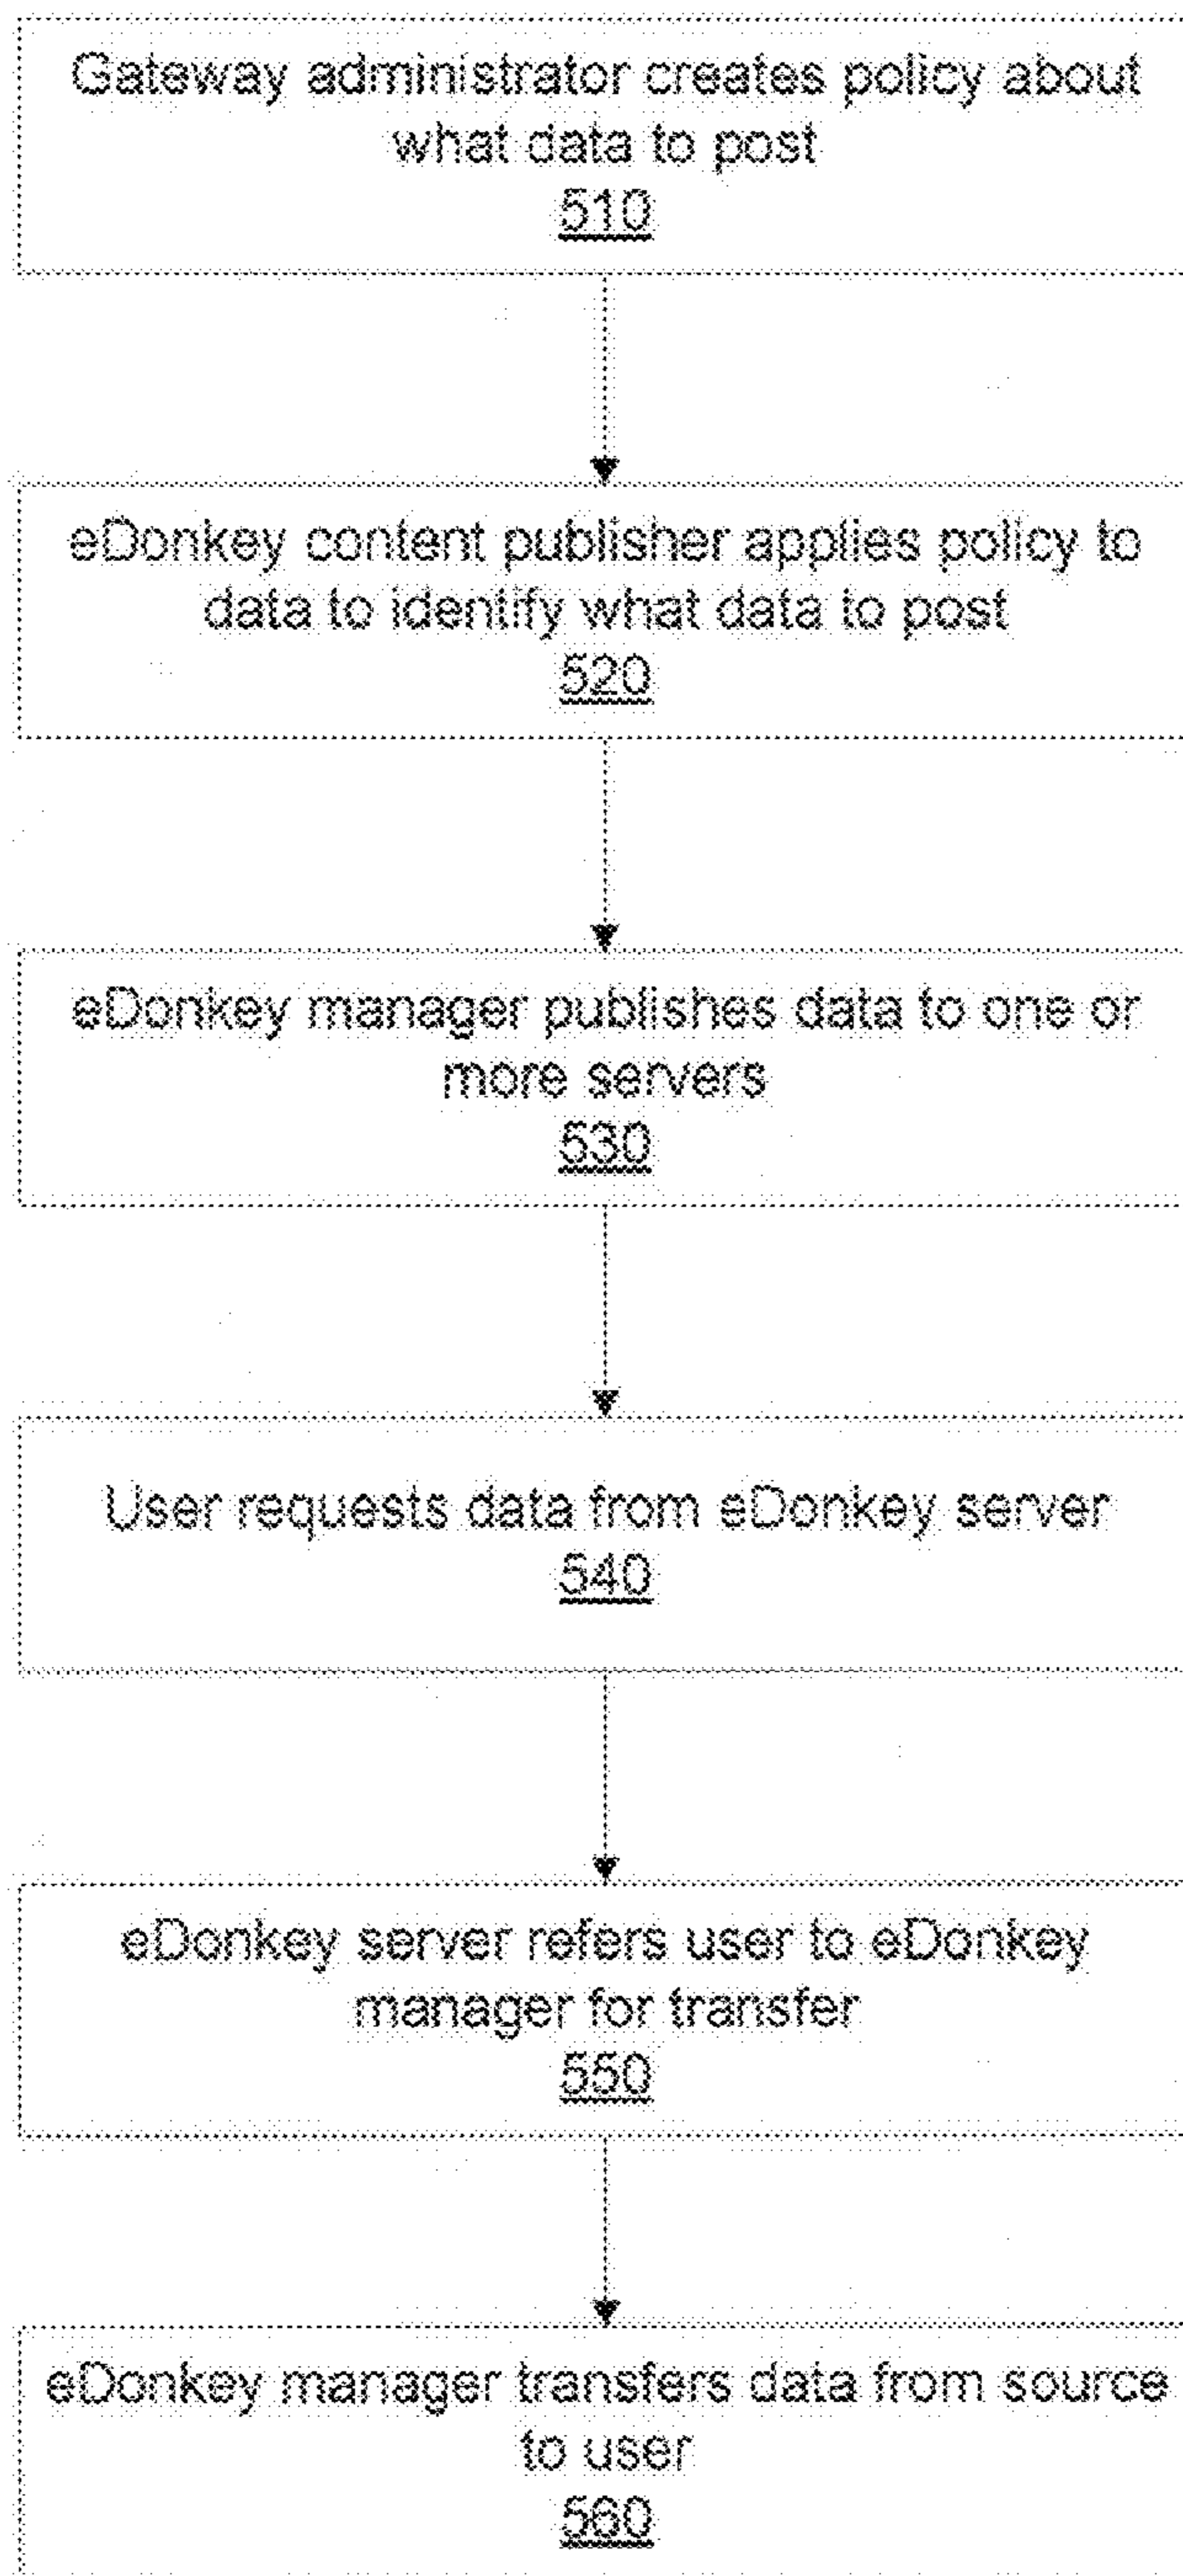 Gateway administrator creates policy about
what data to post
510
eDonkey content publisher applies policy to
data to identify what data to post
520
eDonkey manager publishes data to one or
more servers
530
User requests data from eDonkey server
540
eDonkey server refers user to eDonkey
manager for transfer
550
eDonkey manager transfers data from source
to user
560